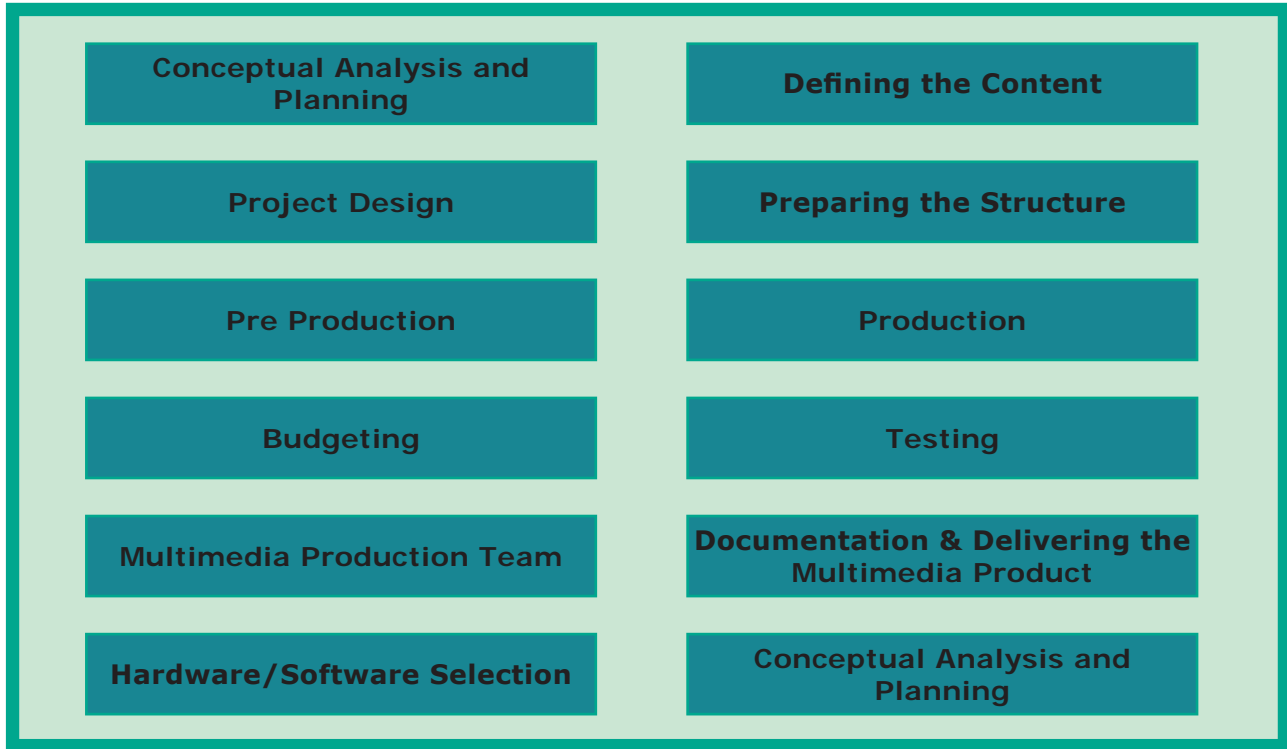 Conceptual Analysis and
Planning
Project Design
Pre Production
Budgeting
Multimedia Production Team
Hardware/Software Selection
Defining the Content
Preparing the Structure
Production
Testing
Documentation & Delivering the
Multimedia Product
Conceptual Analysis and
Planning